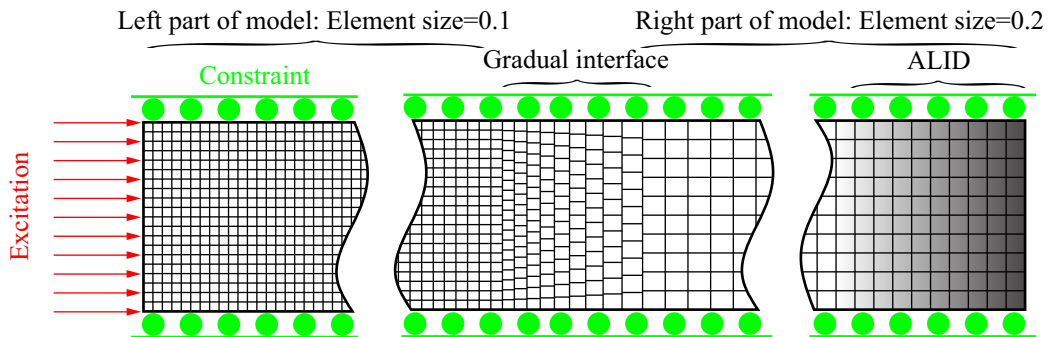 Left part of model: Element size=0.1
Right part of model: Element size=0.2
Constraint
Gradual interface
ALID
Excitation